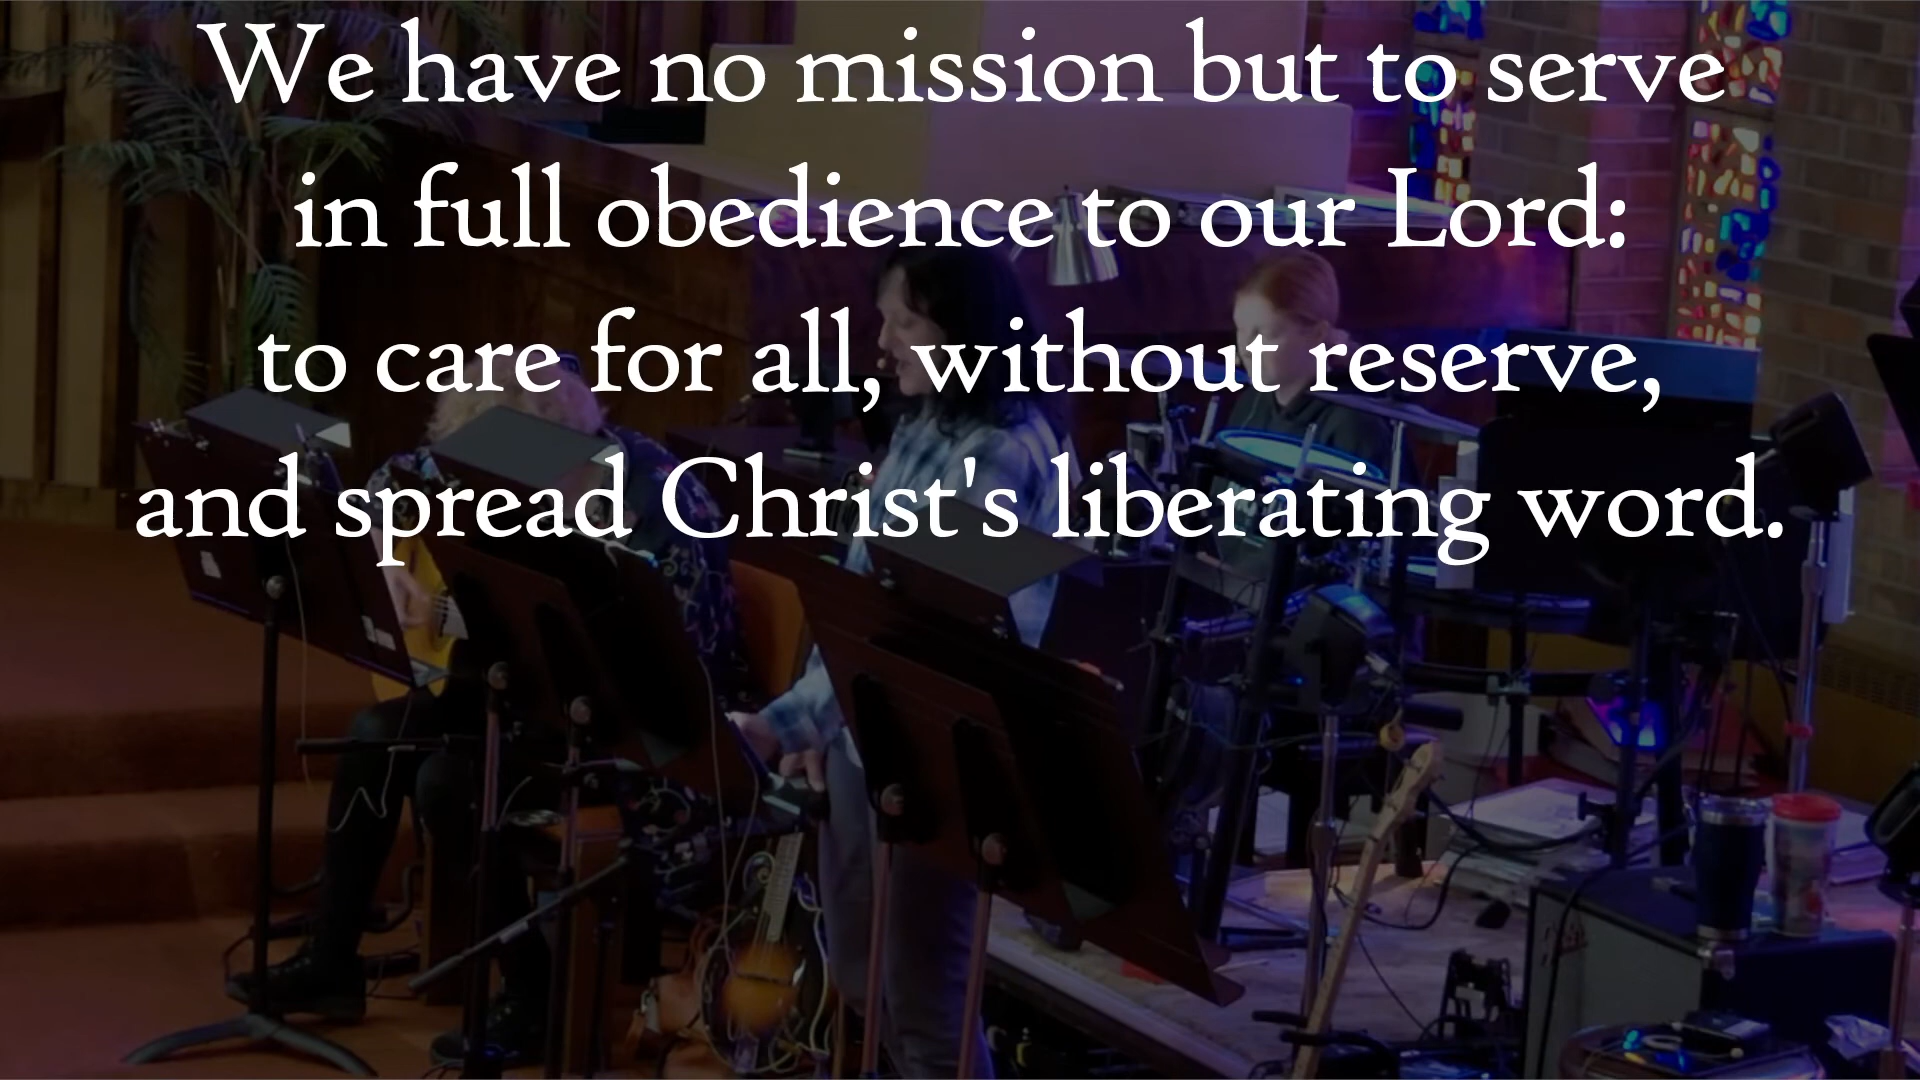 We have no mission but to serve
in full obedience to our Lord:
to care for all, without reserve,
and spread Christ's liberating word.